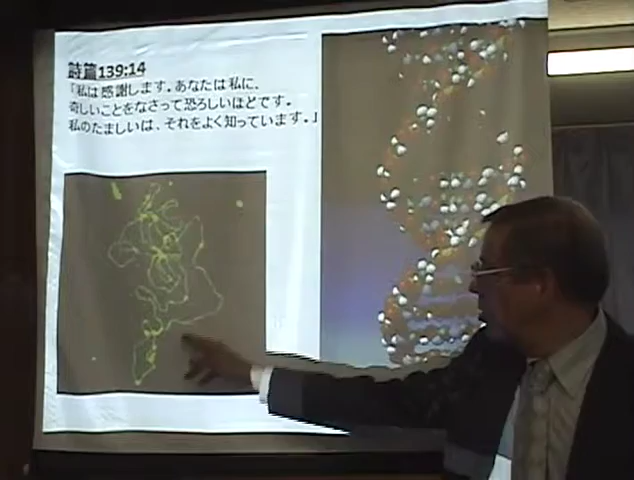 詩篇139:14
「私は感謝します。あなたは私に、
奇しいことをなさって恐ろしいほどです。
私のたましいは、それをよく知っています。」